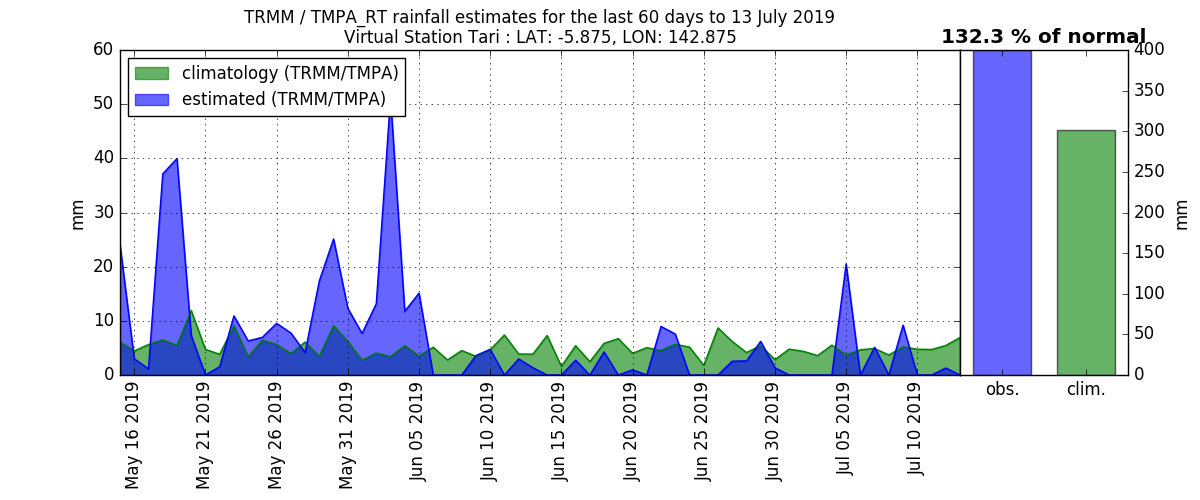 TRMM / TMPA_RT rainfall estimates for the last 60 days to 13 July 2019
Virtual Station Tari : LAT: -5.875, LON: 142.875
132.3 % of normal
climatology (TRMM/TMPA)
estimated (TRMM/TMPA)
60
50
40
30
20
10
0
mm
May 16 2019
May 21 2019
May 26 2019
May 31 2019
Jun 05 2019
Jun 10 2019
Jun 15 2019
Jun 20 2019
Jun 25 2019
Jun 30 2019
Jul 05 2019
Jul 10 2019
obs.
clim.
400
350
300
250
200
150
100
50
0
mm